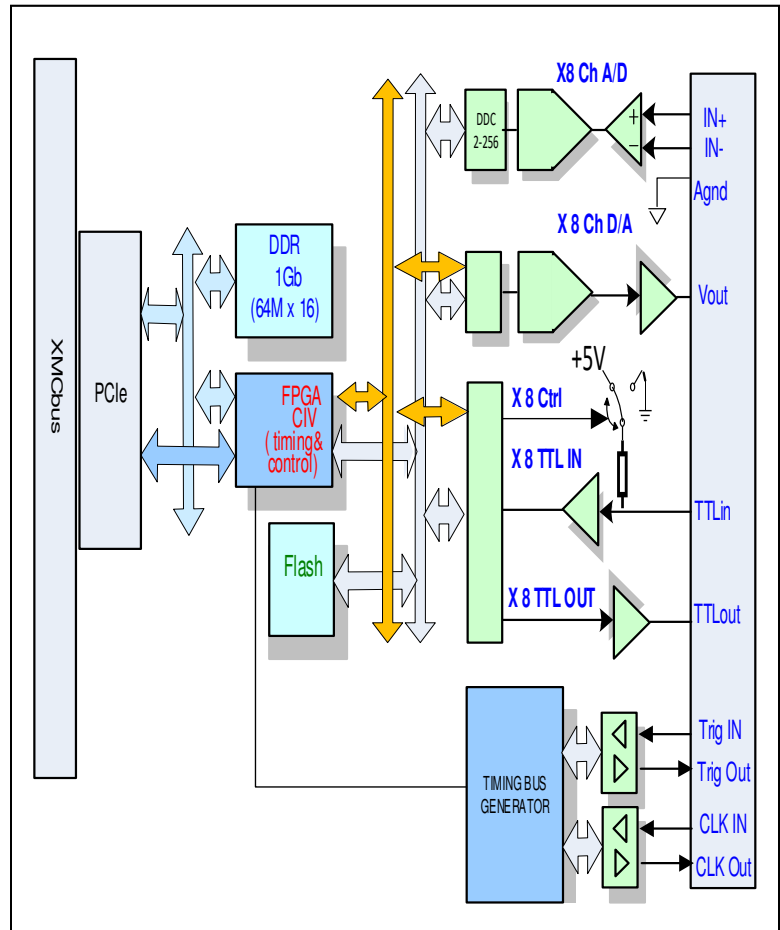 XMCbus
PCIe
DDR
1Gb
(64M x 16)
FPGA
CIV
( timing&
control)
Flash
X8 Ch A/D
DDC
2-256
+
−
IN+
IN-
Agnd
X 8 Ch D/A
Vout
+5V
X 8 Ctrl
X 8 TTL IN
TTLin
X 8 TTL OUT
TTLout
TIMING BUS
GENERATOR
Trig IN
Trig Out
CLK IN
CLK Out